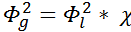 Φ_g^2 = Φ_l^2 * χ